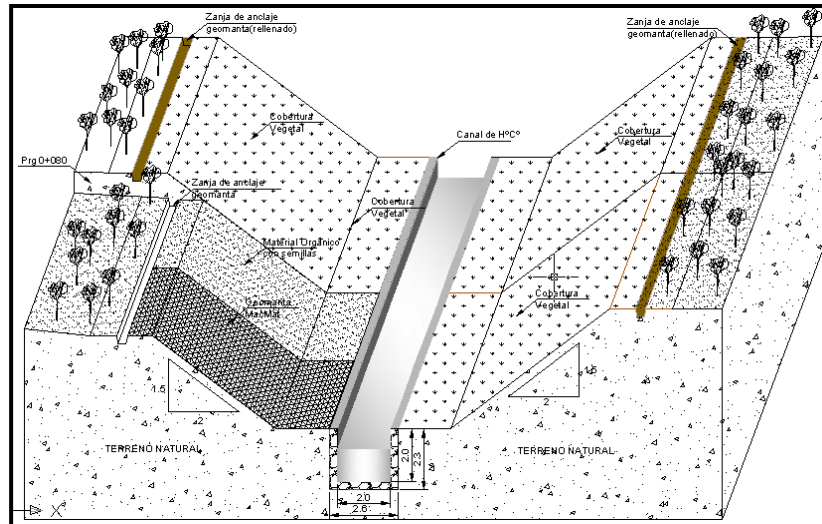 Zanja de anclaje
geomanta(rellenado)
Zanja de anclaje
geomanta(rellenado)
Cobertura
Vegetal
Canal de HºCº
Cobertura
Vegetal
Prg 0+080
Zanja de anclaje
geomanta
Cobertura
Vegetal
Material Orgánico
con semillas
Cobertura
Vegetal
Geomanta
MacMat
1.5
2
1.5
2
TERRENO NATURAL
TERRENO NATURAL
2.0
2.3
2.0
2.6
X